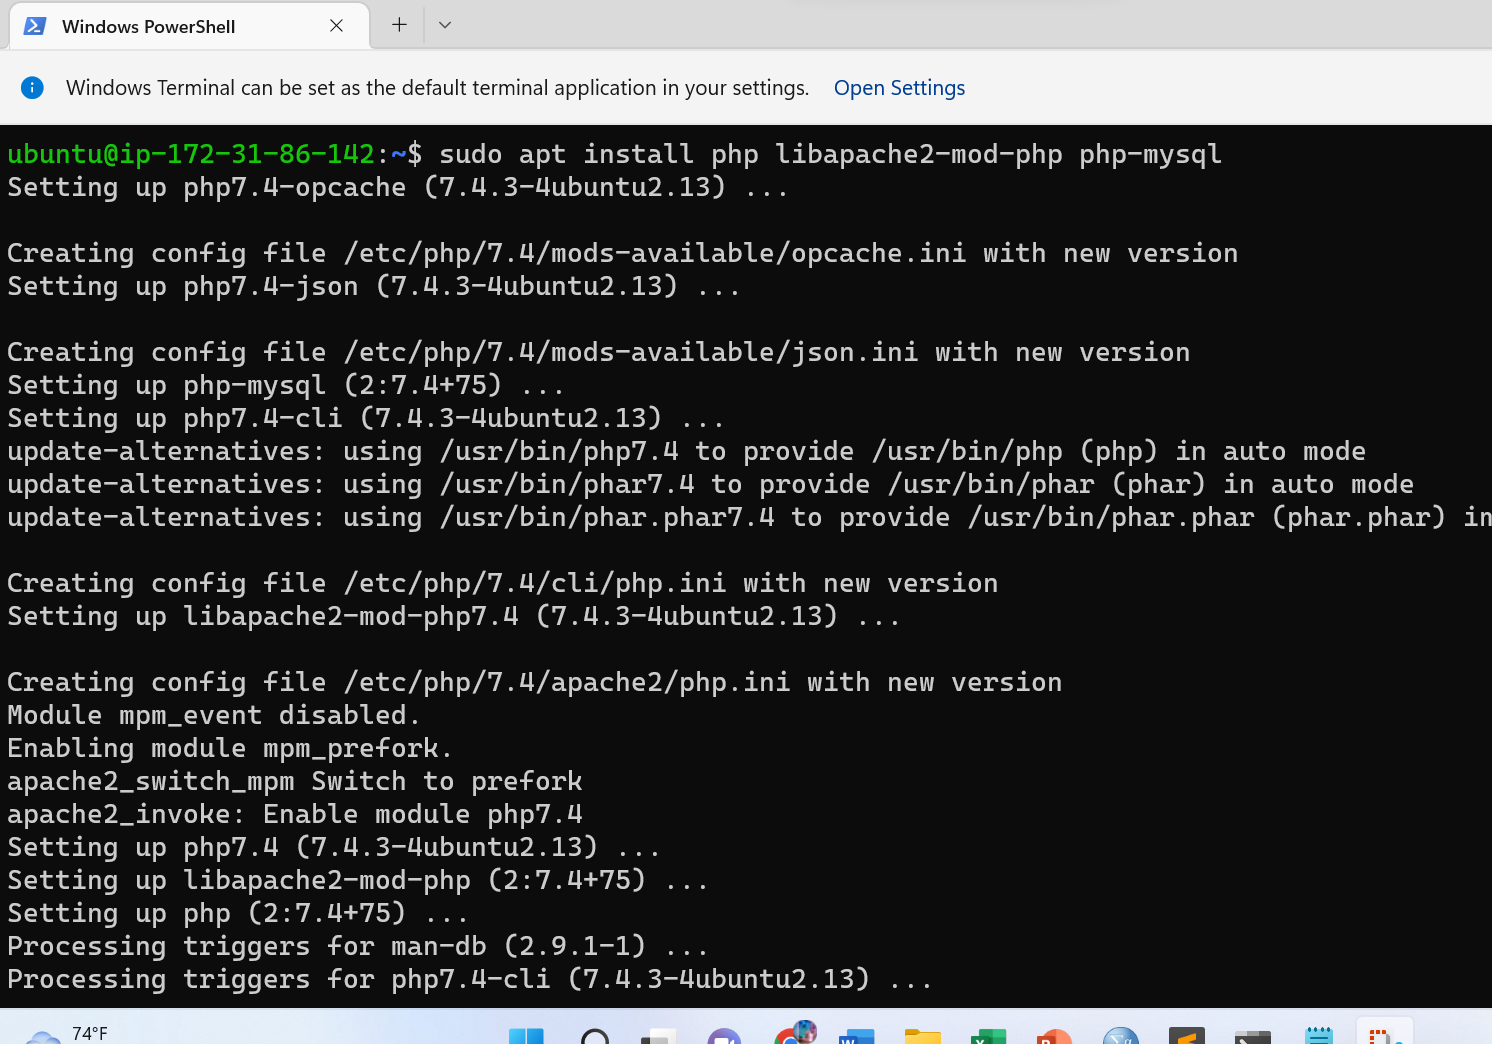 Windows PowerShell
Windows Terminal can be set as the default terminal application in your settings. Open Settings
ubuntu@ip-172-31-86-142:~$ sudo apt install php libapache2-mod-php php-mysql
Setting up php7.4-opcache (7.4.3-4ubuntu2.13) ...
Creating config file /etc/php/7.4/mods-available/opcache.ini with new version
Setting up php7.4-json (7.4.3-4ubuntu2.13) ...
Creating config file /etc/php/7.4/mods-available/json.ini with new version
Setting up php-mysql (2:7.4+75) ...
Setting up php7.4-cli (7.4.3-4ubuntu2.13) ...
update-alternatives: using /usr/bin/php7.4 to provide /usr/bin/php (php) in auto mode
update-alternatives: using /usr/bin/phar7.4 to provide /usr/bin/phar (phar) in auto mode
update-alternatives: using /usr/bin/phar.phar7.4 to provide /usr/bin/phar.phar (phar.phar) in
Creating config file /etc/php/7.4/cli/php.ini with new version
Setting up libapache2-mod-php7.4 (7.4.3-4ubuntu2.13) ...
Creating config file /etc/php/7.4/apache2/php.ini with new version
Module mpm_event disabled.
Enabling module mpm_prefork.
apache2_switch_mpm Switch to prefork
apache2_invoke: Enable module php7.4
Setting up php7.4 (7.4.3-4ubuntu2.13) ...
Setting up libapache2-mod-php (2:7.4+75) ...
Setting up php (2:7.4+75) ...
Processing triggers for man-db (2.9.1-1) ...
Processing triggers for php7.4-cli (7.4.3-4ubuntu2.13) ...
74°F